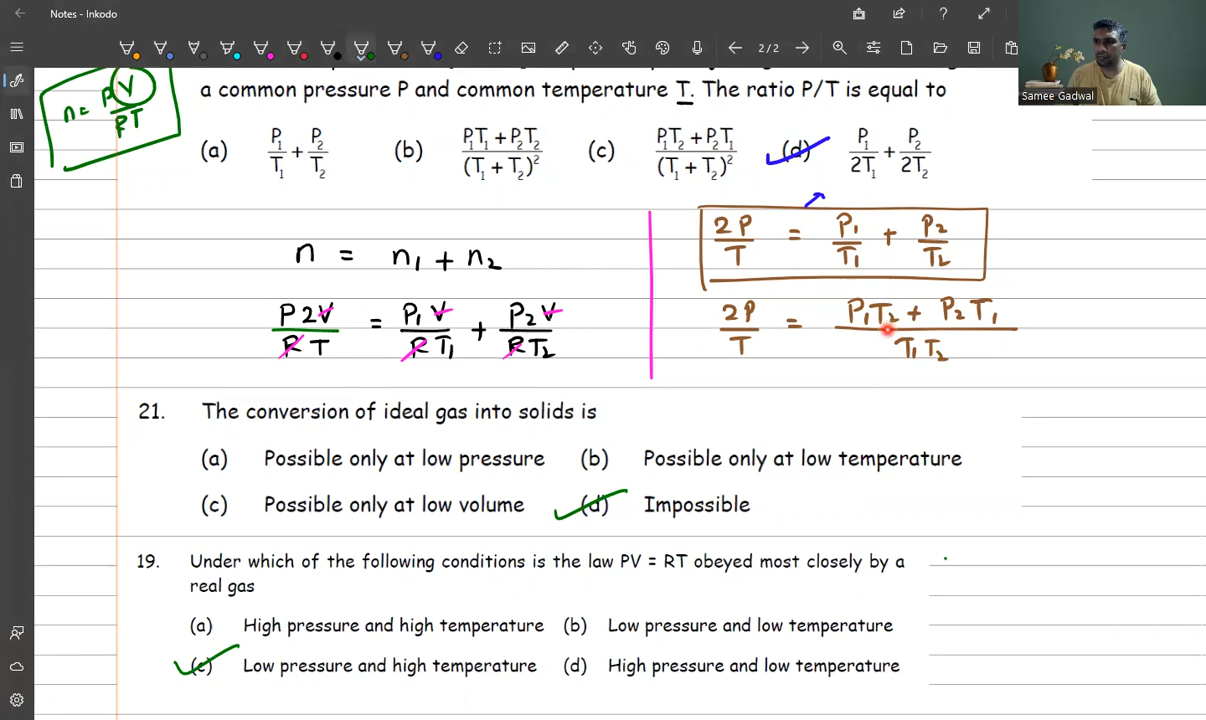 Notes - Inkodo
2/2
Samee Gadwal
n = PV / RT
a common pressure P and common temperature T. The ratio P/T is equal to
(a) P₁/T₁ + P₂/T₂ (b) P₁T₁ + P₂T₂ / (T₁ + T₂)² (c) P₁T₂ + P₂T₁ / (T₁ + T₂)² (d) P₁/2T₁ + P₂/2T₂
n = n₁ + n₂
P2V / RT = P₁V / RT₁ + P₂V / RT₂
2P/T = P₁/T₁ + P₂/T₂
2P/T = P₁T₂ + P₂T₁ / T₁T₂
21. The conversion of ideal gas into solids is
(a) Possible only at low pressure (b) Possible only at low temperature
(c) Possible only at low volume (d) Impossible
19. Under which of the following conditions is the law PV = RT obeyed most closely by a
real gas
(a) High pressure and high temperature (b) Low pressure and low temperature
(c) Low pressure and high temperature (d) High pressure and low temperature